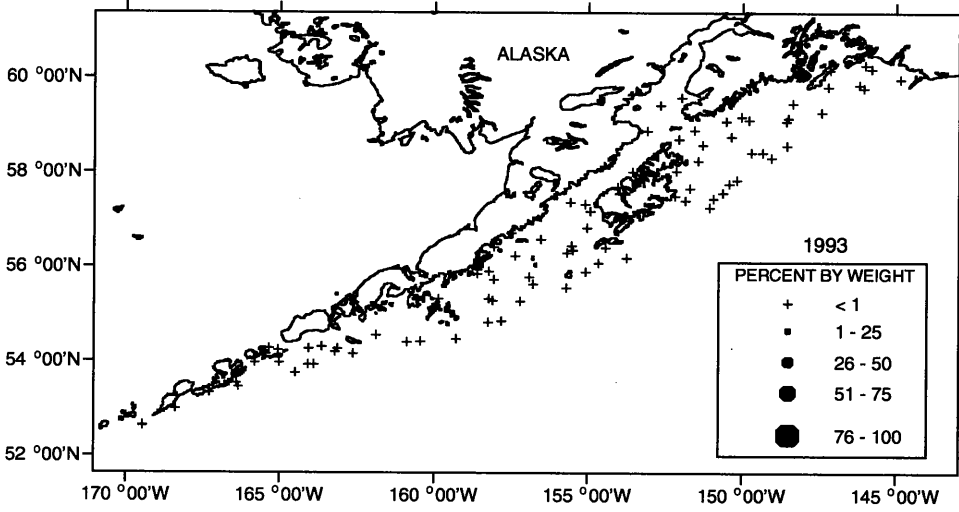 ALASKA
60 °00'N
58 °00'N
56 °00'N
54 °00'N
52 °00'N
1993
PERCENT BY WEIGHT
< 1
1 - 25
26 - 50
51 - 75
76 - 100
170 °00'W
165 °00'W
160 °00'W
155 °00'W
150 °00'W
145 °00'W